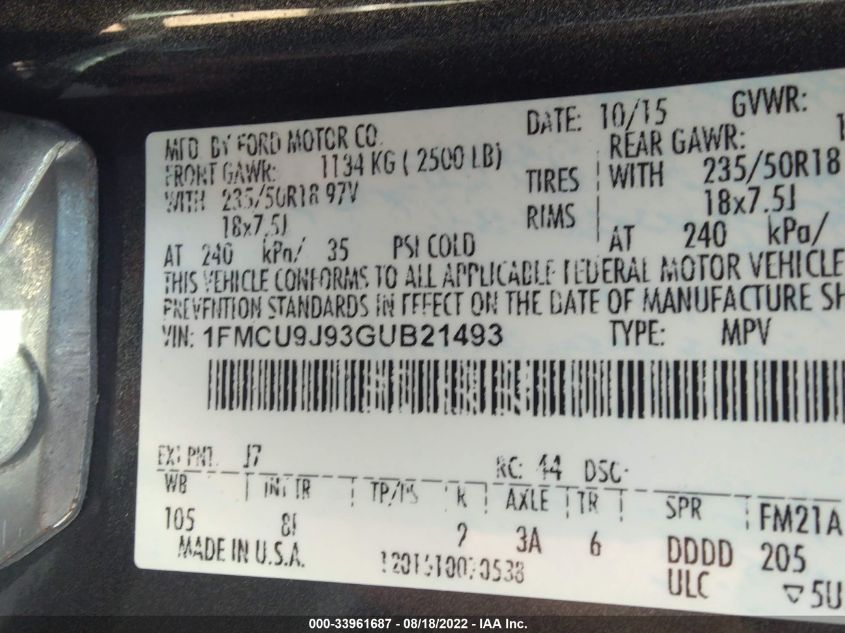 MFD. BY FORD MOTOR CO. DATE: 10/15 GVWR:
FRONT GAWR: 1134 KG ( 2500 LB) REAR GAWR:
WITH 235/50R18 97V TIRES WITH 235/50R18
18x7.5J RIMS 18x7.5J
AT 240 kPa/ 35 PSI COLD AT 240 kPa/
THIS VEHICLE CONFORMS TO ALL APPLICABLE FEDERAL MOTOR VEHICLE
PREVENTION STANDARDS IN EFFECT ON THE DATE OF MANUFACTURE SH
VIN: 1FMCU9J93GUB21493 TYPE: MPV
EXT PNT: J7 RC: 44 DSO:
WB INT TR TP/PS R AXLE TR SPR FM21A
105 2 3A 6 DDDD 205
MADE IN U.S.A. ULC 5U
000-33961687 - 08/18/2022 - IAA Inc.